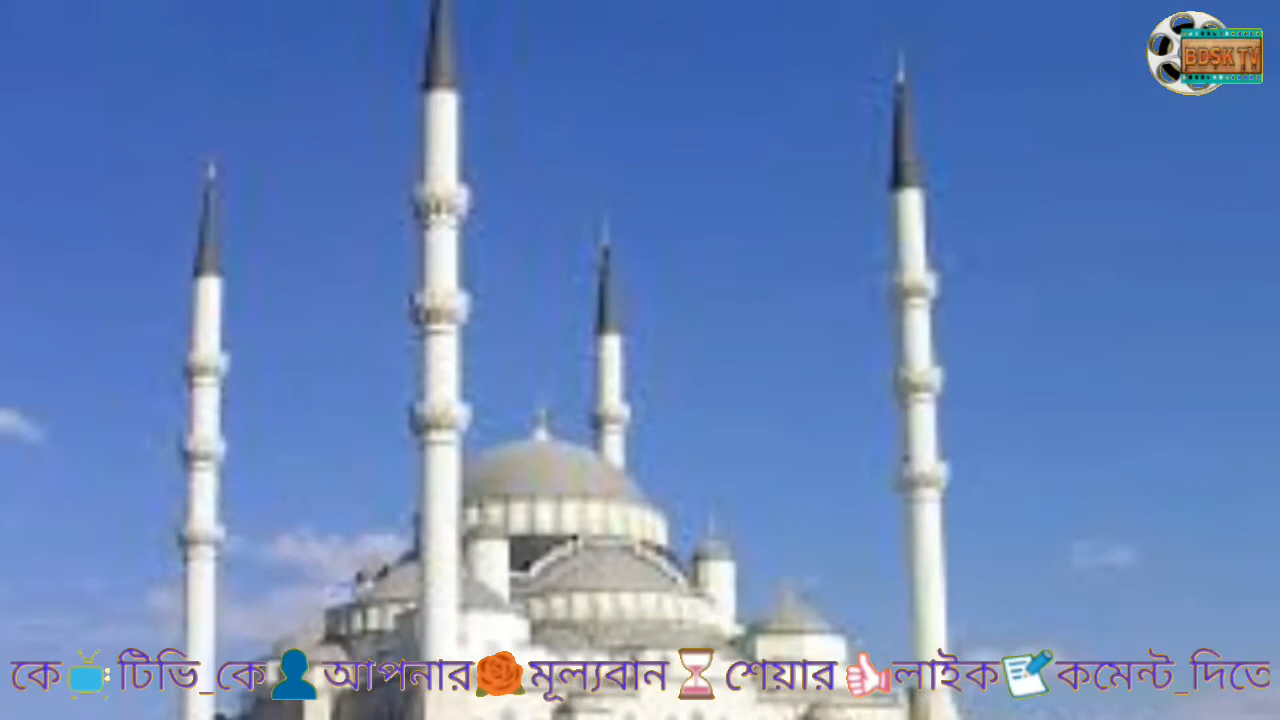 BDSK TV
কে📺টিভি_কে👤আপনার🌹মূল্যবান⏳শেয়ার👍লাইক📝কমেন্ট_দিতে